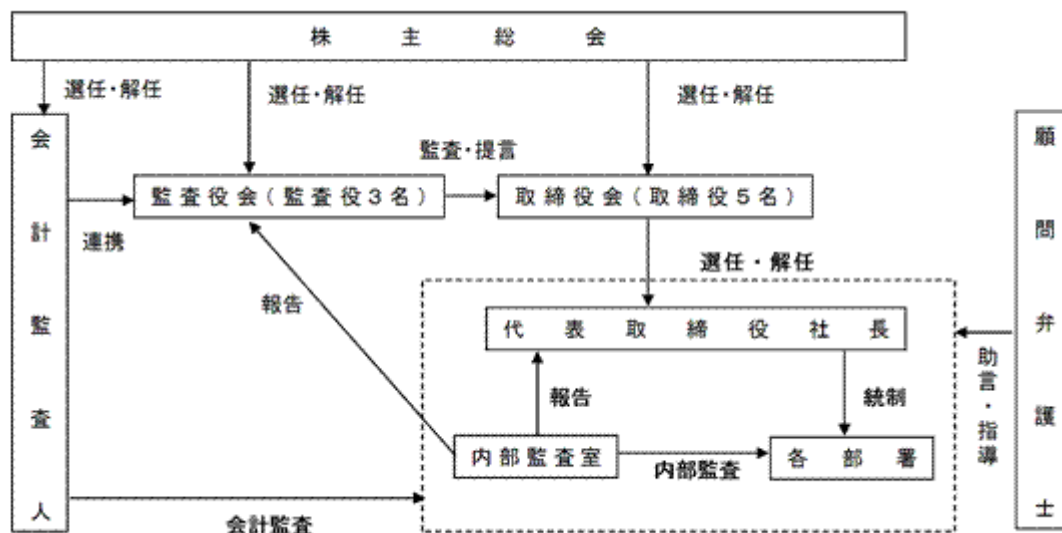 株主総会
選任・解任
選任・解任
選任・解任
会計監査人
顧問弁護士
監査・提言
監査役会(監査役3名)
取締役会(取締役5名)
連携
選任・解任
報告
代表取締役社長
助言・指導
報告
統制
内部監査室
内部監査
各部署
会計監査